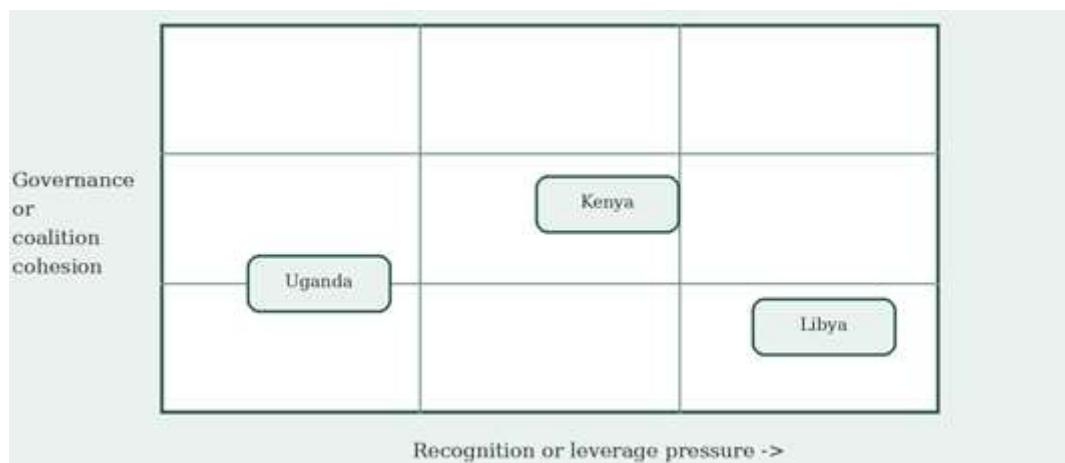 Governance
or
coalition
cohesion
Kenya
Uganda
Libya
Recognition or leverage pressure ->